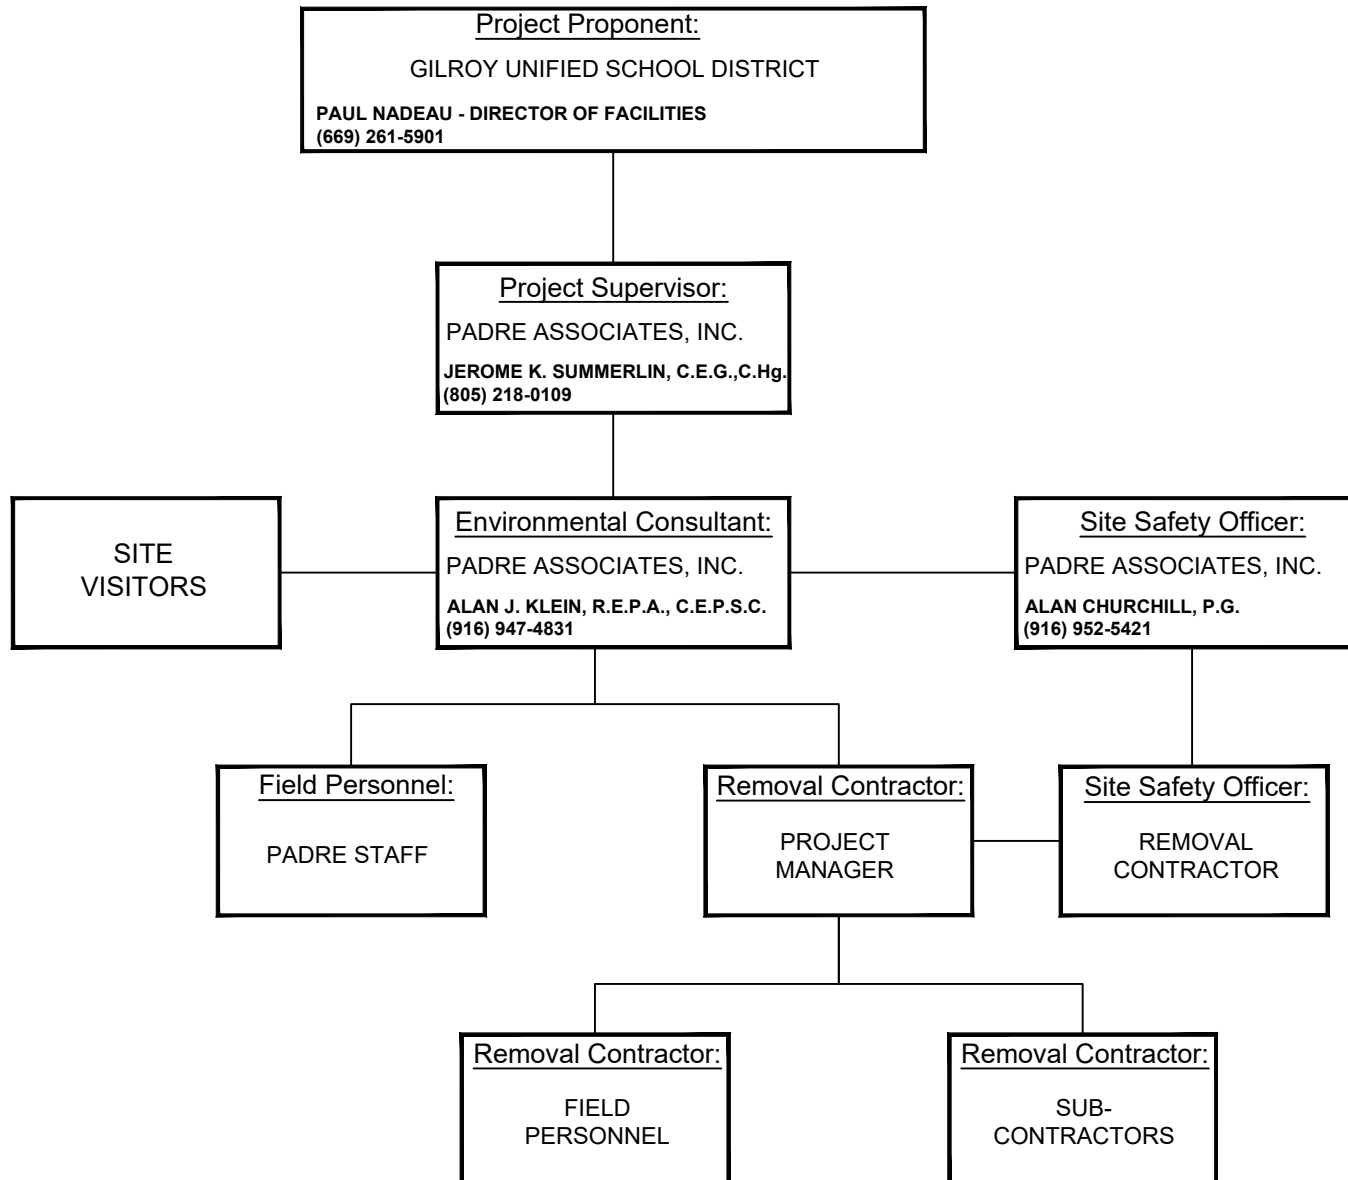 Project Proponent:
GILROY UNIFIED SCHOOL DISTRICT
PAUL NADEAU - DIRECTOR OF FACILITIES
(669) 261-5901
Project Supervisor:
PADRE ASSOCIATES, INC.
JEROME K. SUMMERLIN, C.E.G.,C.Hg.
(805) 218-0109
SITE
VISITORS
Environmental Consultant:
PADRE ASSOCIATES, INC.
ALAN J. KLEIN, R.E.P.A., C.E.P.S.C.
(916) 947-4831
Site Safety Officer:
PADRE ASSOCIATES, INC.
ALAN CHURCHILL, P.G.
(916) 952-5421
Field Personnel:
PADRE STAFF
Removal Contractor:
PROJECT
MANAGER
Site Safety Officer:
REMOVAL
CONTRACTOR
Removal Contractor:
FIELD
PERSONNEL
Removal Contractor:
SUB-
CONTRACTORS